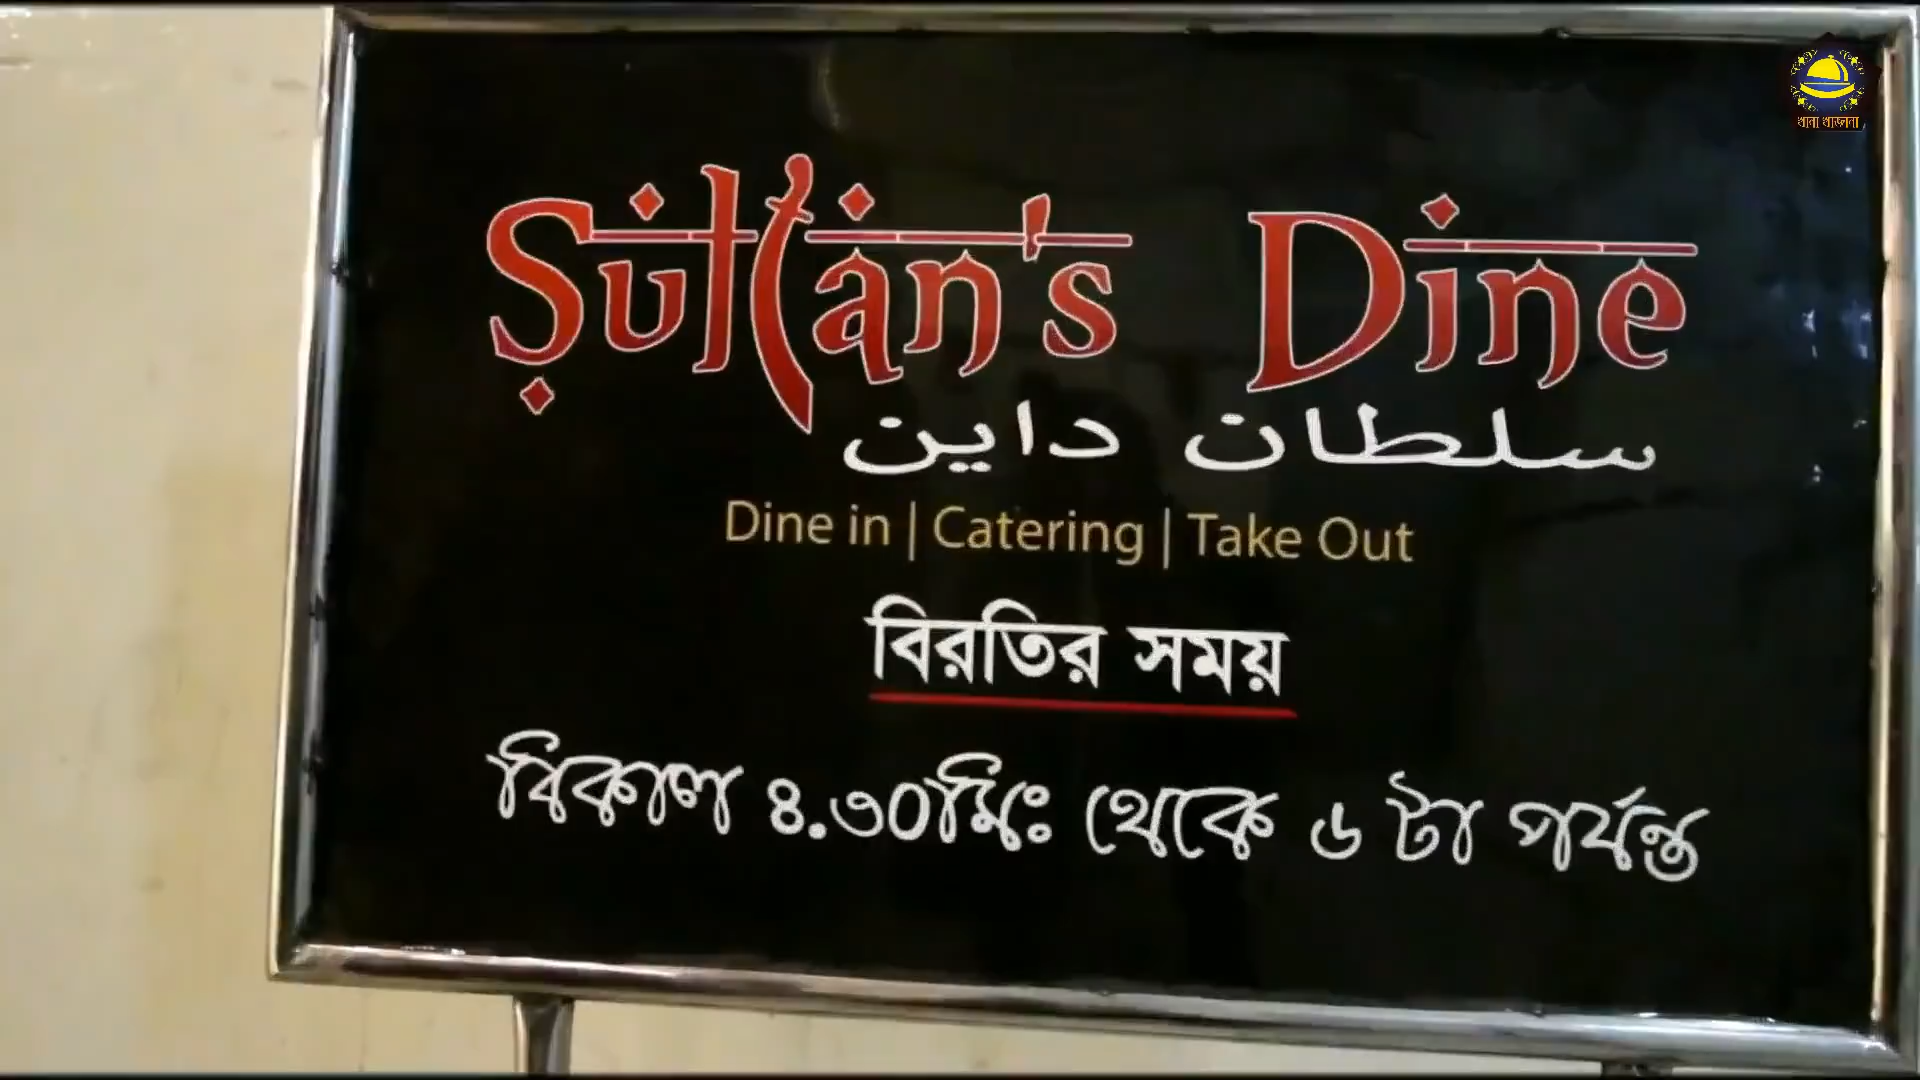 খানা খাজানা
Sultan's Dine
سلطان داين
Dine in | Catering | Take Out
বিরতির সময়
বিকাল ৪.৩০মিঃ থেকে ৬ টা পর্যন্ত